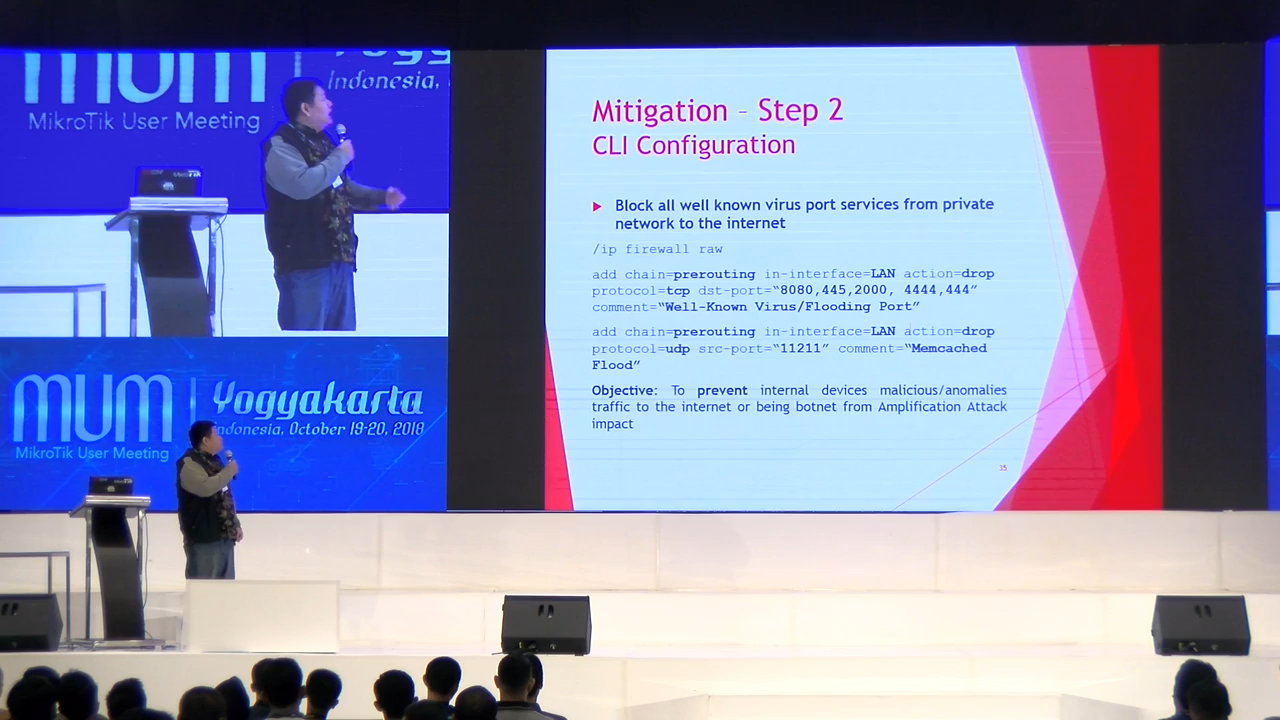 mum
Indonesia,
MikroTik User Meeting
Mitigation – Step 2
CLI Configuration
Block all well known virus port services from private
network to the internet
/ip firewall raw
add chain=prerouting in-interface=LAN action=drop
protocol=tcp dst-port=“8080,445,2000, 4444,444”
comment=“Well-Known Virus/Flooding Port”
add chain=prerouting in-interface=LAN action=drop
protocol=udp src-port=“11211” comment=“Memcached
Flood”
Objective: To prevent internal devices malicious/anomalies
traffic to the internet or being botnet from Amplification Attack
impact
35
mum Yogyakarta
Indonesia, October 19-20, 2018
MikroTik User Meeting